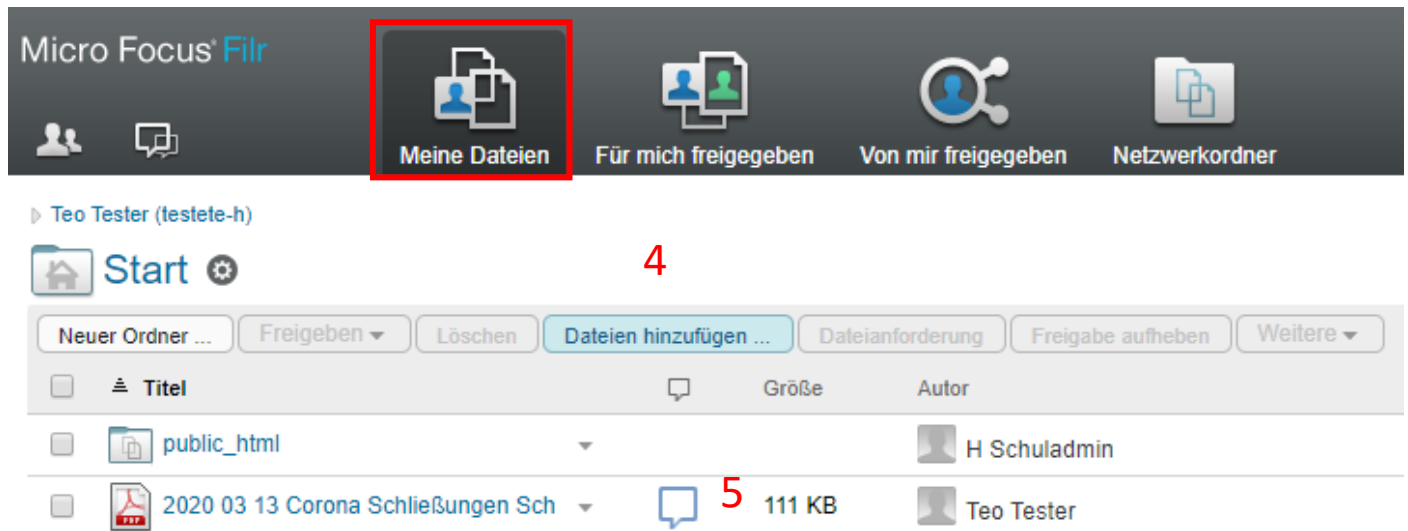 Micro Focus® Filr
Meine Dateien
Für mich freigegeben
Von mir freigegeben
Netzwerkordner
Teo Tester (testete-h)
Start
4
Neuer Ordner ... Freigeben Löschen Dateien hinzufügen ... Dateianforderung Freigabe aufheben Weitere
Titel Größe Autor
public_html H Schuladmin
2020 03 13 Corona Schließungen Sch 5 111 KB Teo Tester